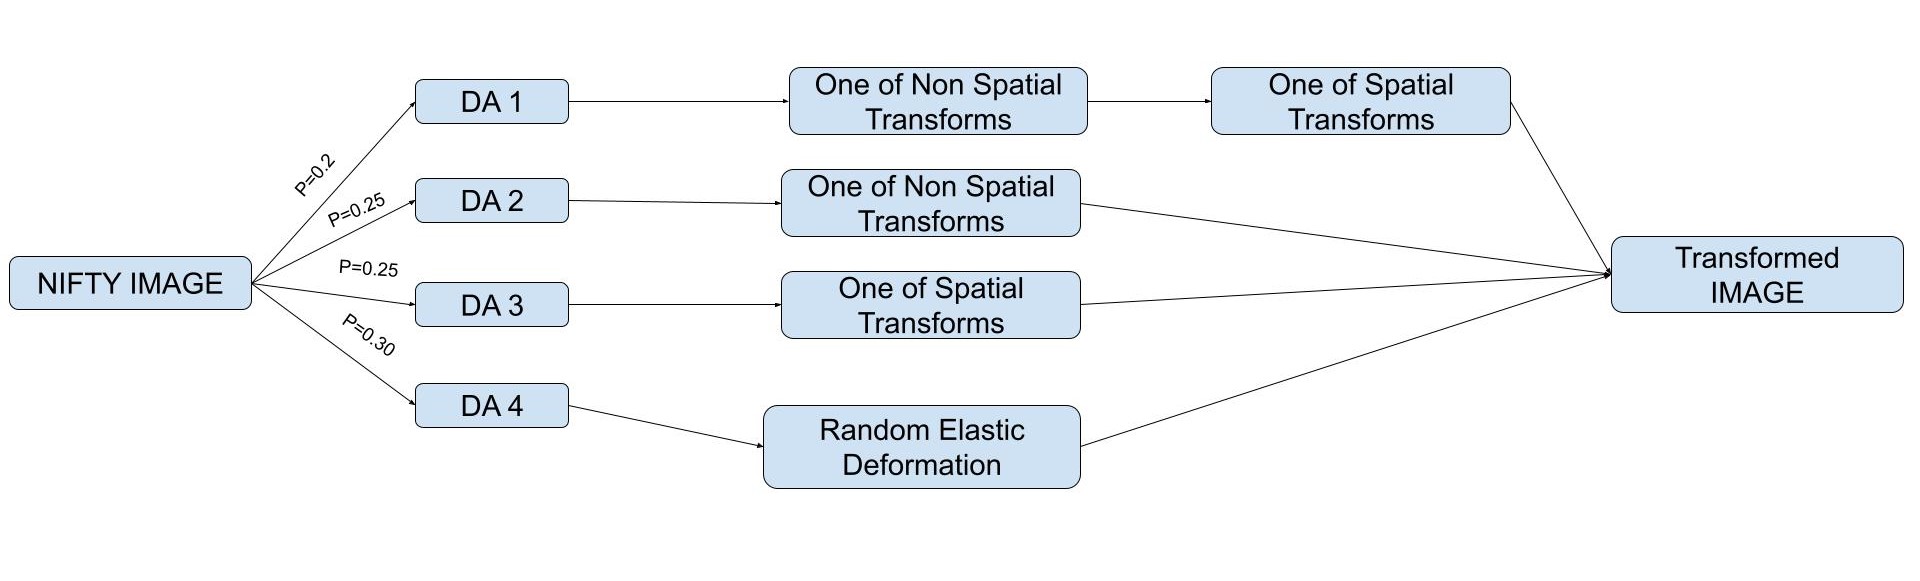 NIFTY IMAGE
P=0.2
P=0.25
P=0.25
P=0.30
DA 1
One of Non Spatial
Transforms
One of Spatial
Transforms
DA 2
One of Non Spatial
Transforms
DA 3
One of Spatial
Transforms
DA 4
Random Elastic
Deformation
Transformed
IMAGE